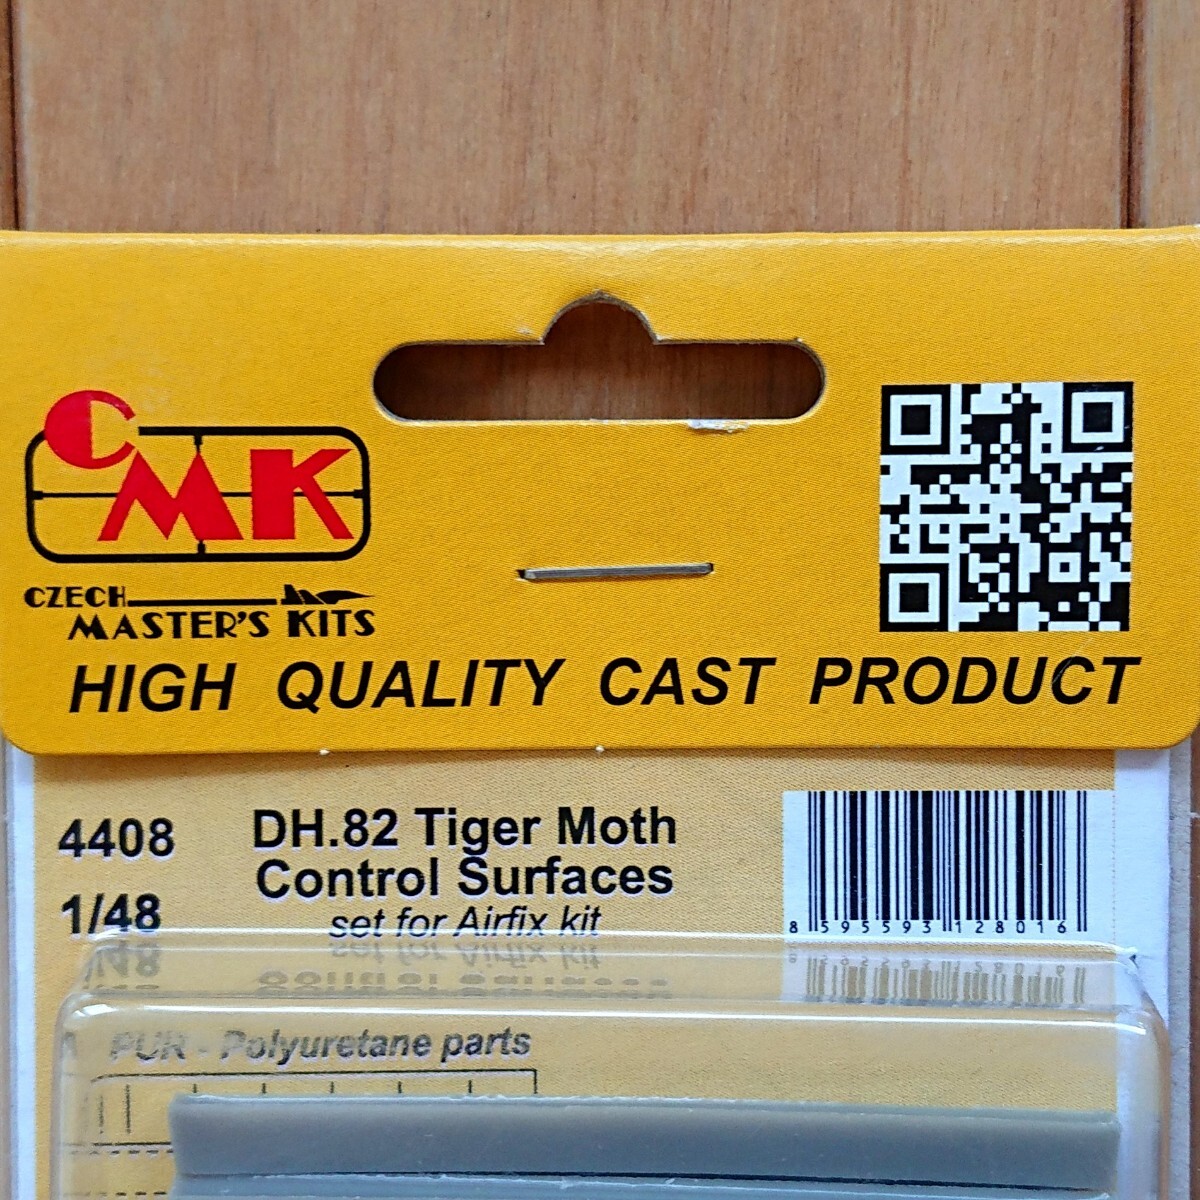 CMK
CZECH
MASTER'S KITS
HIGH QUALITY CAST PRODUCT
4408
DH.82 Tiger Moth
Control Surfaces
1/48
set for Airfix kit
8 595593 128016
PUR - Polyuretane parts